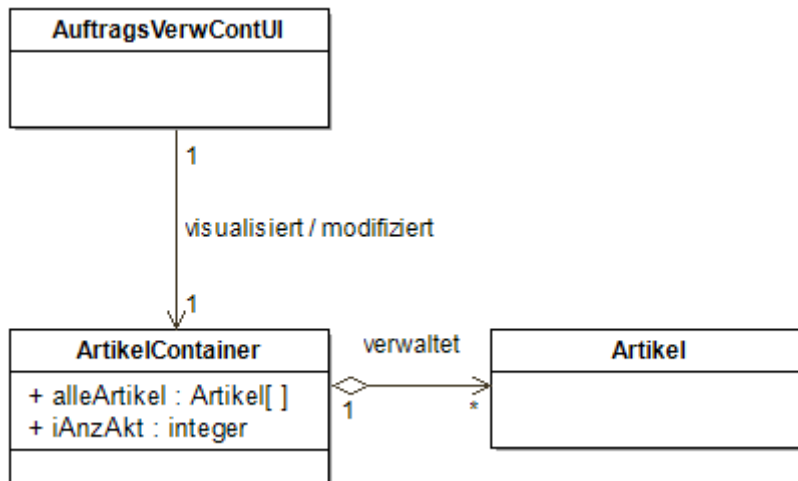 AuftragsVerwContUI
1
visualisiert / modifiziert
1
ArtikelContainer
+ alleArtikel : Artikel[ ]
+ iAnzAkt : integer
verwaltet
1
*
Artikel